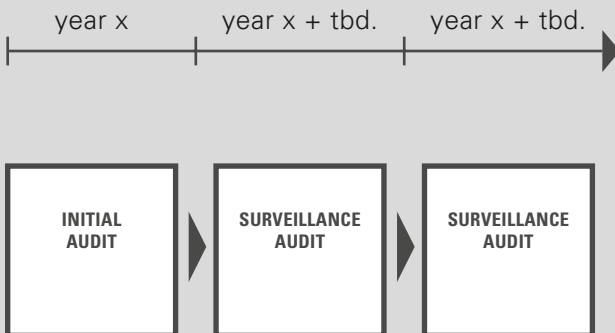 year x
year x + tbd.
year x + tbd.
INITIAL
AUDIT
SURVEILLANCE
AUDIT
SURVEILLANCE
AUDIT